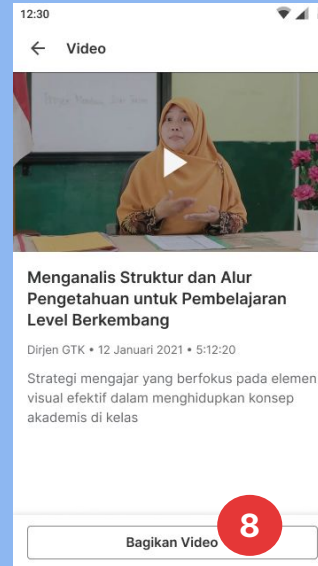 12:30
Video
Menganalis Struktur dan Alur
Pengetahuan untuk Pembelajaran
Level Berkembang
Dirjen GTK • 12 Januari 2021 • 5:12:20
Strategi mengajar yang berfokus pada elemen
visual efektif dalam menghidupkan konsep
akademis di kelas
Bagikan Video
8